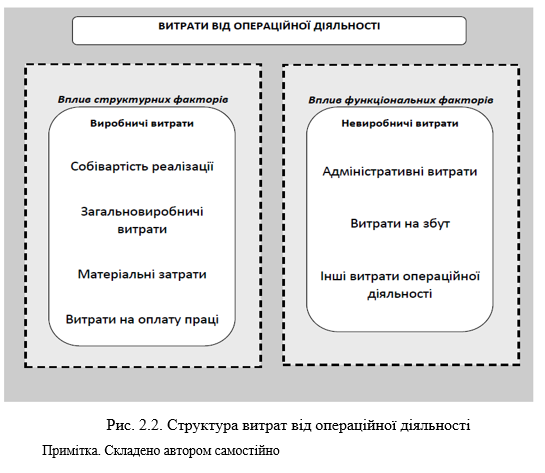 ВИТРАТИ ВІД ОПЕРАЦІЙНОЇ ДІЯЛЬНОСТІ
Вплив структурних факторів
Виробничі витрати
Собівартість реалізації
Загальновиробничі
витрати
Матеріальні затрати
Витрати на оплату праці
Вплив функціональних факторів
Невиробничі витрати
Адміністративні витрати
Витрати на збут
Інші витрати операційної
діяльності
Рис. 2.2. Структура витрат від операційної діяльності
Примітка. Складено автором самостійно